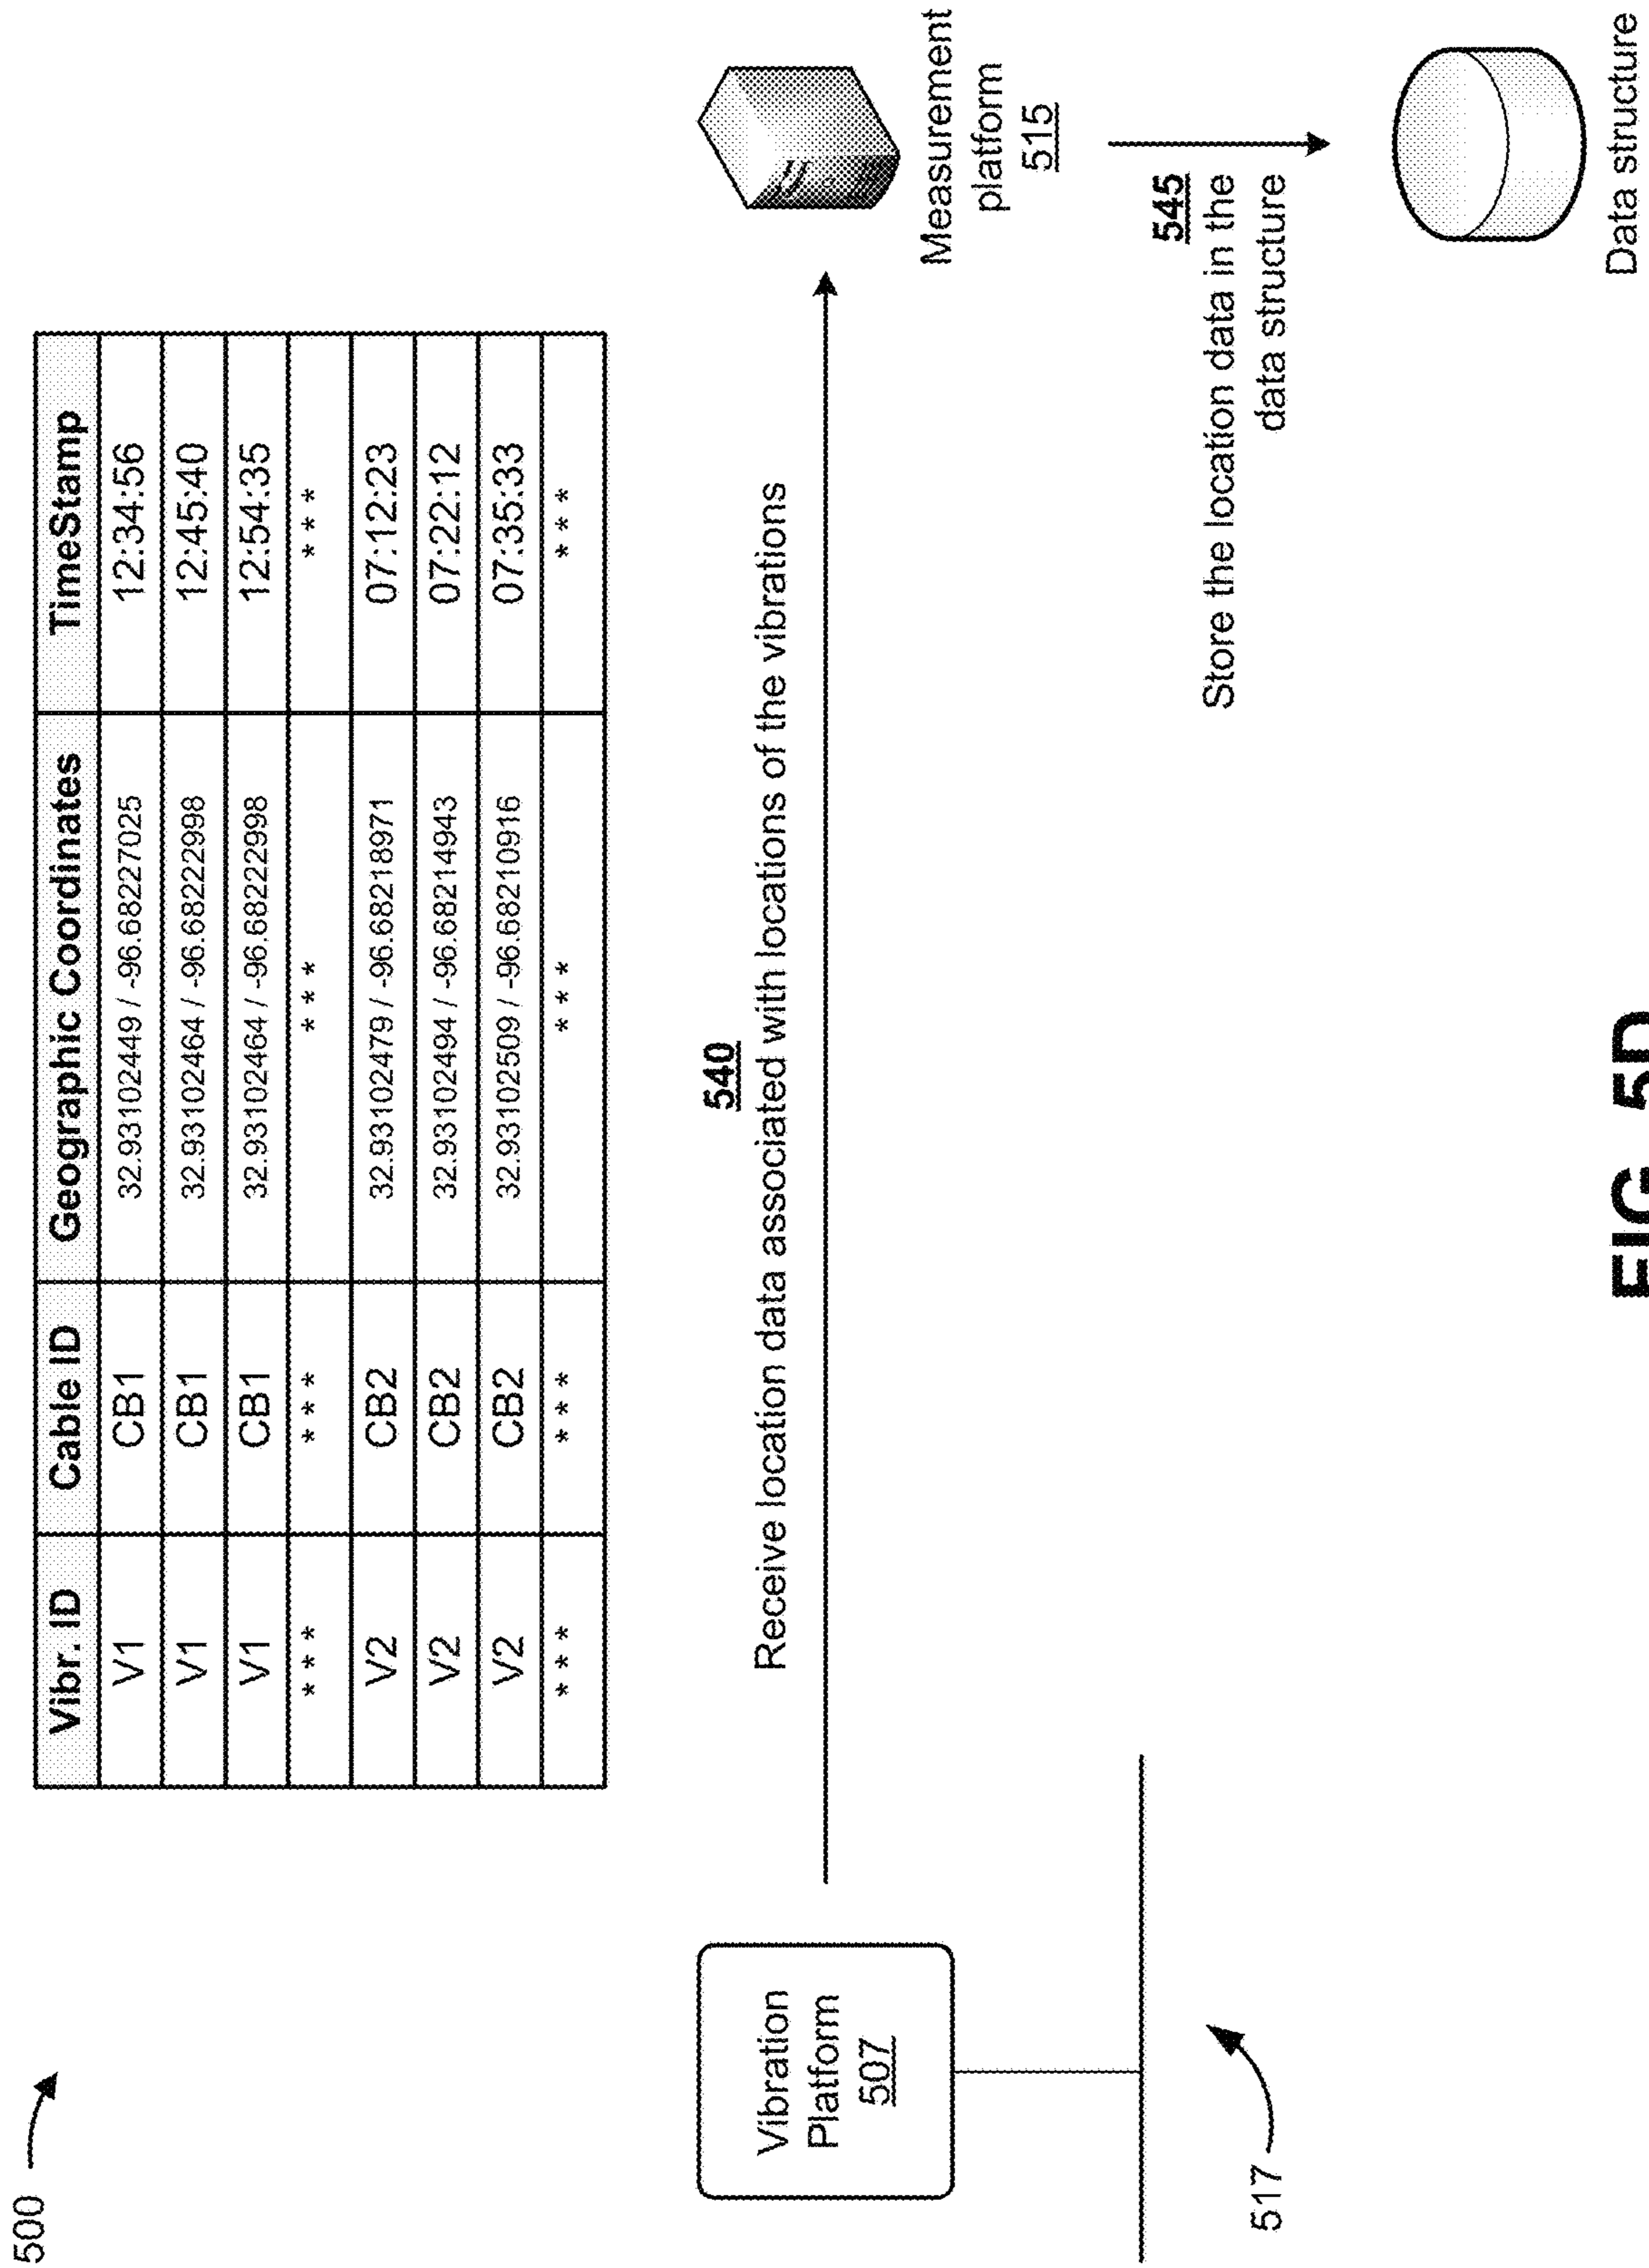 500
Vibr. ID Cable ID Geographic Coordinates TimeStamp
V1 CB1 32.93102449 / -96.68227025 12:34:56
V1 CB1 32.93102464 / -96.68222998 12:45:40
V1 CB1 32.93102464 / -96.68222998 12:54:35
*** *** *** ***
V2 CB2 32.93102479 / -96.68218971 07:12:23
V2 CB2 32.93102494 / -96.68214943 07:22:12
V2 CB2 32.93102509 / -96.68210916 07:35:33
*** *** *** ***
540
Receive location data associated with locations of the vibrations
Vibration
Platform
507
Measurement
platform
515
545
Store the location data in the
data structure
517
Data structure
FIG. 5D